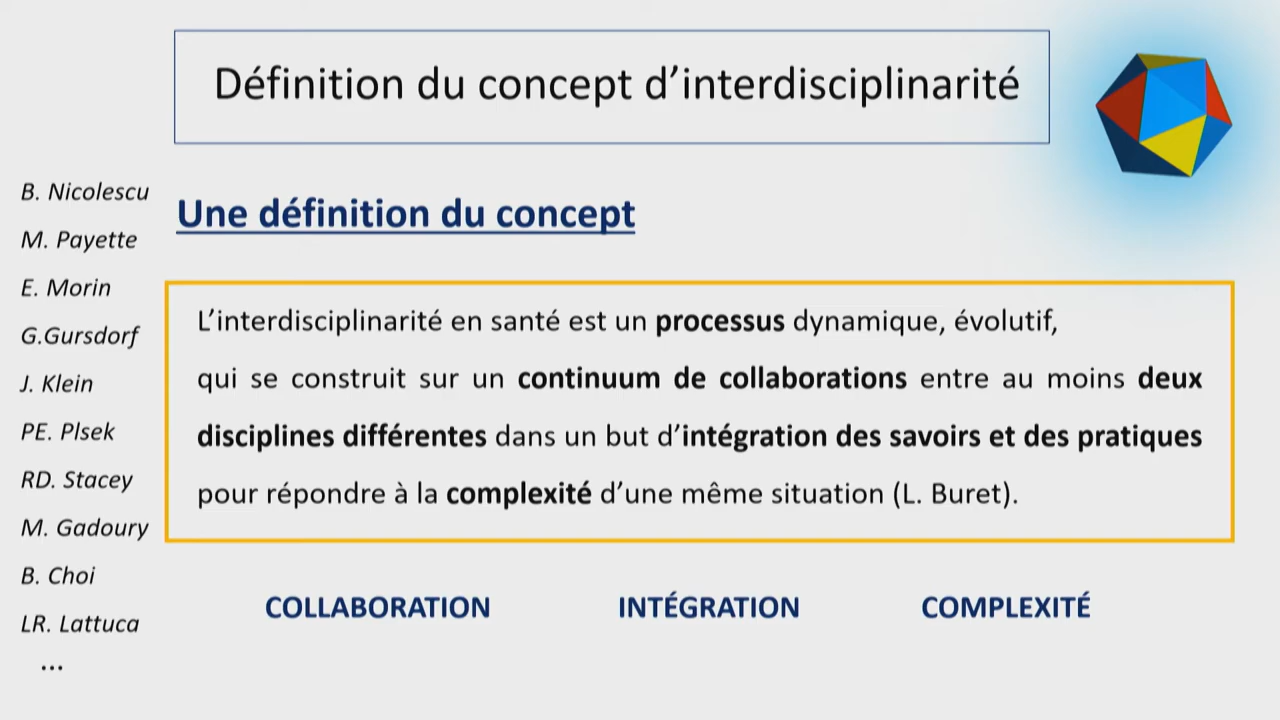 Définition du concept d’interdisciplinarité
B. Nicolescu
M. Payette
E. Morin
G.Gursdorf
J. Klein
PE. Plsek
RD. Stacey
M. Gadoury
B. Choi
LR. Lattuca
...
Une définition du concept
L’interdisciplinarité en santé est un processus dynamique, évolutif,
qui se construit sur un continuum de collaborations entre au moins deux
disciplines différentes dans un but d’intégration des savoirs et des pratiques
pour répondre à la complexité d’une même situation (L. Buret).
COLLABORATION INTÉGRATION COMPLEXITÉ